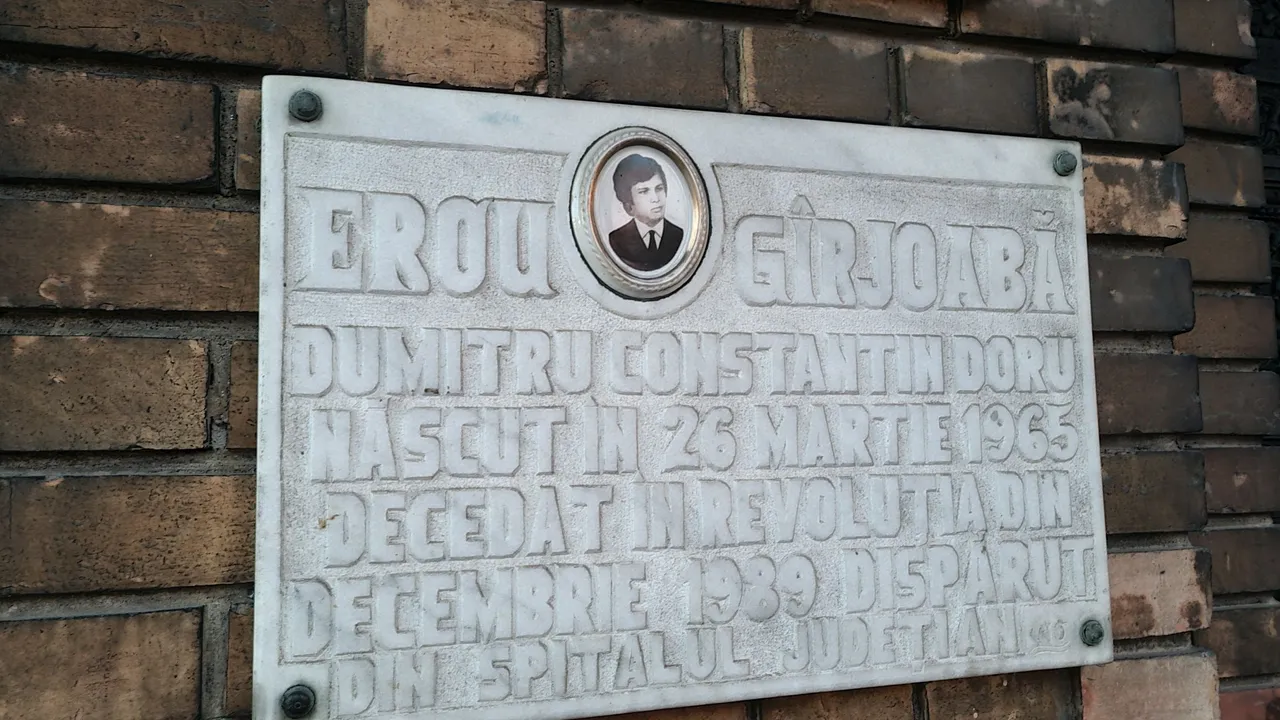 EROU GÎRJOABĂ
DUMITRU CONSTANTIN DORU
NĂSCUT ÎN 26 MARTIE 1965
DECEDAT ÎN REVOLUȚIA DIN
DECEMBRIE 1989 DISPĂRUT
DIN SPITALUL JUDEȚIAN